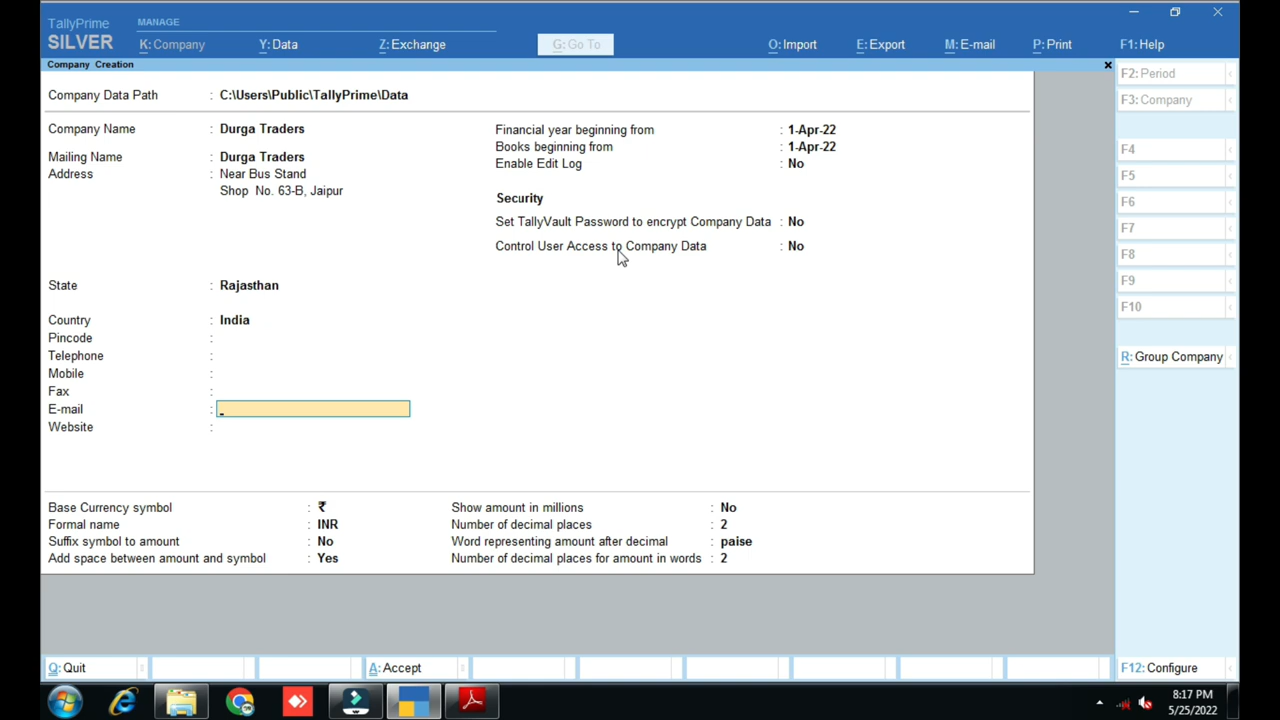 TallyPrime
MANAGE
SILVER
K: Company
Y: Data
Z: Exchange
G: Go To
O: Import
E: Export
M: E-mail
P: Print
F1: Help
Company Creation
Company Data Path : C:\Users\Public\TallyPrime\Data
Company Name : Durga Traders
Mailing Name : Durga Traders
Address : Near Bus Stand
Shop No. 63-B, Jaipur
State : Rajasthan
Country : India
Pincode :
Telephone :
Mobile :
Fax :
E-mail :
Website :
Financial year beginning from : 1-Apr-22
Books beginning from : 1-Apr-22
Enable Edit Log : No
Security
Set TallyVault Password to encrypt Company Data : No
Control User Access to Company Data : No
Base Currency symbol : ₹
Formal name : INR
Suffix symbol to amount : No
Add space between amount and symbol : Yes
Show amount in millions : No
Number of decimal places : 2
Word representing amount after decimal : paise
Number of decimal places for amount in words : 2
F2: Period
F3: Company
F4
F5
F6
F7
F8
F9
F10
R: Group Company
Q: Quit
A: Accept
F12: Configure
8:17 PM
5/25/2022